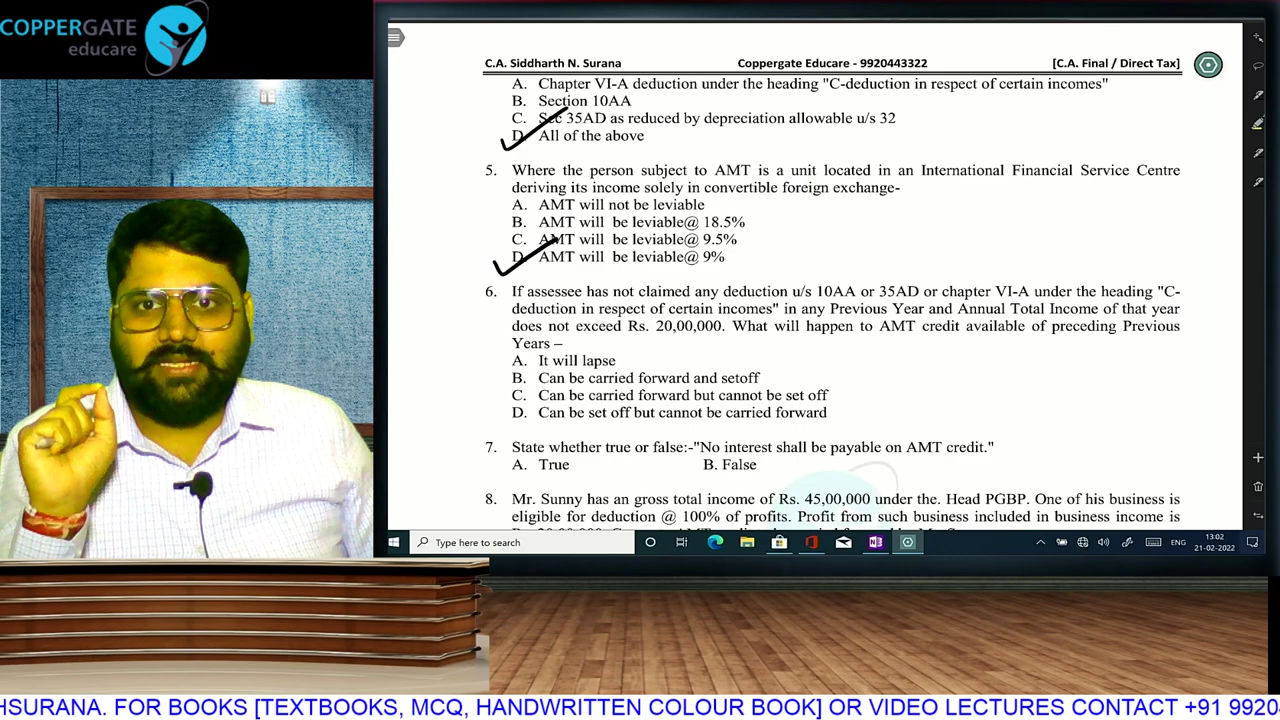 COPPERGATE
educare
C.A. Siddharth N. Surana Coppergate Educare - 9920443322 [C.A. Final / Direct Tax]
A. Chapter VI-A deduction under the heading "C-deduction in respect of certain incomes"
B. Section 10AA
C. Sec 35AD as reduced by depreciation allowable u/s 32
D. All of the above
5. Where the person subject to AMT is a unit located in an International Financial Service Centre
deriving its income solely in convertible foreign exchange-
A. AMT will not be leviable
B. AMT will be leviable@ 18.5%
C. AMT will be leviable@ 9.5%
D. AMT will be leviable@ 9%
6. If assessee has not claimed any deduction u/s 10AA or 35AD or chapter VI-A under the heading "C-
deduction in respect of certain incomes" in any Previous Year and Annual Total Income of that year
does not exceed Rs. 20,00,000. What will happen to AMT credit available of preceding Previous
Years –
A. It will lapse
B. Can be carried forward and setoff
C. Can be carried forward but cannot be set off
D. Can be set off but cannot be carried forward
7. State whether true or false:-"No interest shall be payable on AMT credit."
A. True B. False
8. Mr. Sunny has an gross total income of Rs. 45,00,000 under the. Head PGBP. One of his business is
eligible for deduction @ 100% of profits. Profit from such business included in business income is
Type here to search
ENG
13:02
21-02-2022
HSURANA. FOR BOOKS [TEXTBOOKS, MCQ, HANDWRITTEN COLOUR BOOK] OR VIDEO LECTURES CONTACT +91 9920